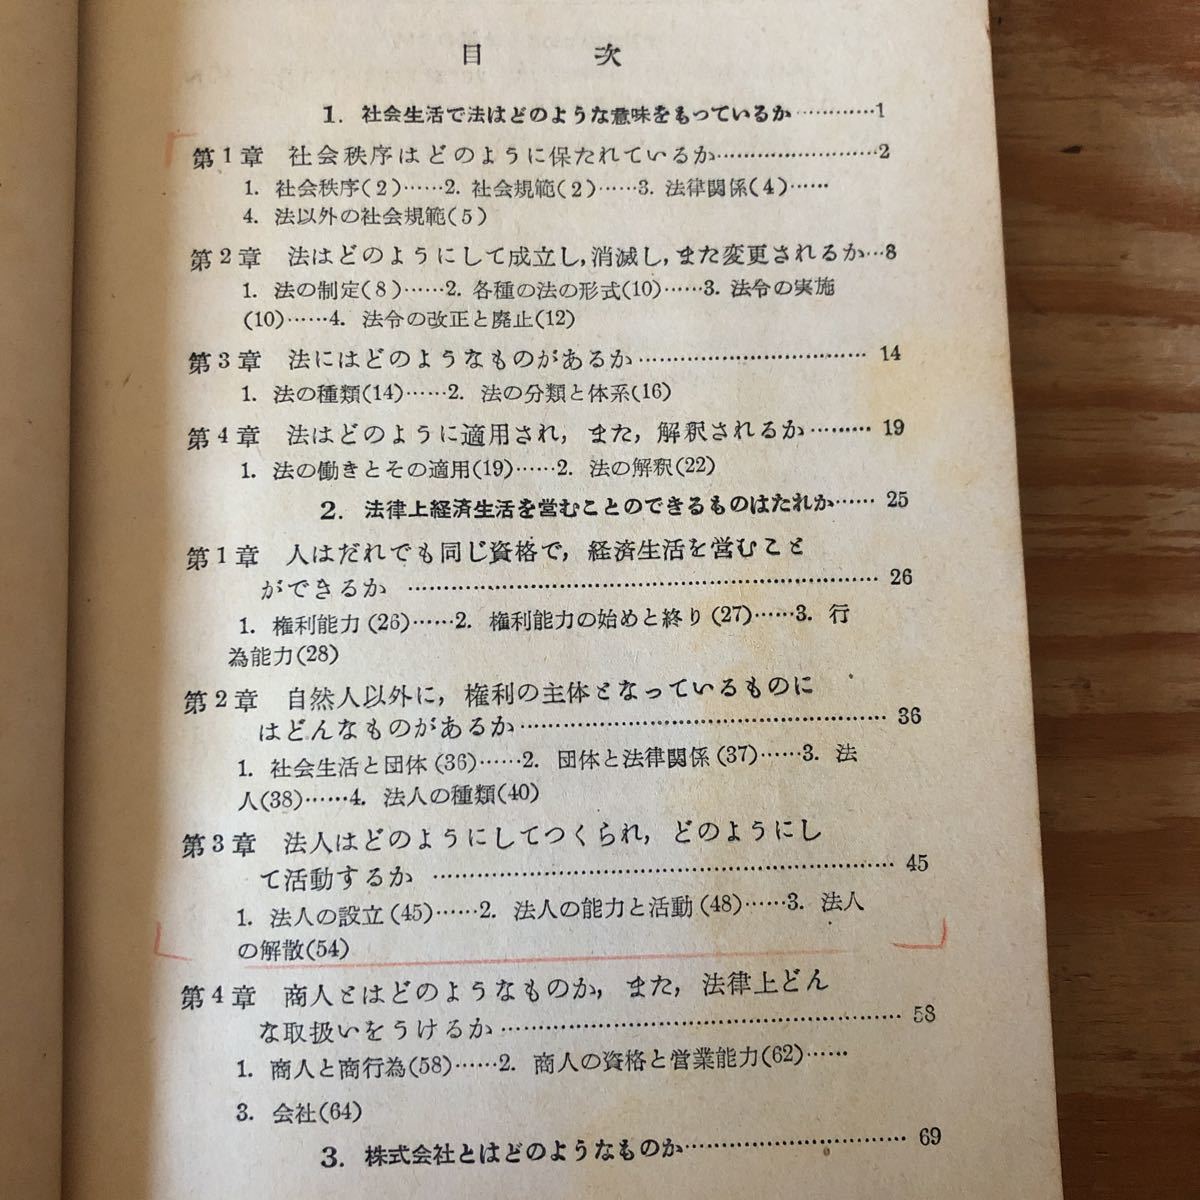 目 次
1. 社会生活で法はどのような意味をもっているか…………1
第1章 社会秩序はどのように保たれているか……………………2
1. 社会秩序(2)……2. 社会規範(2)……3. 法律関係(4)……
4. 法以外の社会規範(5)
第2章 法はどのようにして成立し,消滅し,また変更されるか…8
1. 法の制定(8)……2. 各種の法の形式(10)……3. 法令の実施
(10)……4. 法令の改正と廃止(12)
第3章 法にはどのようなものがあるか……………………………14
1. 法の種類(14)……2. 法の分類と体系(16)
第4章 法はどのように適用され, また, 解釈されるか………19
1. 法の働きとその適用(19)……2. 法の解釈(22)
2. 法律上経済生活を営むことのできるものはたれか……25
第1章 人はだれでも同じ資格で, 経済生活を営むこと
ができるか……………………………………………………………26
1. 権利能力(26)……2. 権利能力の始めと終り(27)……3. 行
為能力(28)
第2章 自然人以外に, 権利の主体となっているものに
はどんなものがあるか………………………………………………36
1. 社会生活と団体(36)……2. 団体と法律関係(37)……3. 法
人(38)……4. 法人の種類(40)
第3章 法人はどのようにしてつくられ, どのようにし
て活動するか…………………………………………………………45
1. 法人の設立(45)……2. 法人の能力と活動(48)……3. 法人
の解散(54)
第4章 商人とはどのようなものか, また, 法律上どん
な取扱いをうけるか…………………………………………………58
1. 商人と商行為(58)……2. 商人の資格と営業能力(62)……
3. 会社(64)
3. 株式会社とはどのようなものか……………………………69